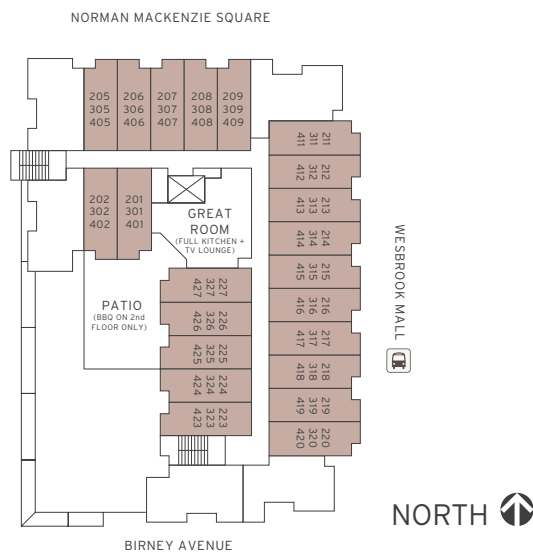 NORMAN MACKENZIE SQUARE
205 206 207 208 209
305 306 307 308 309
405 406 407 408 409
211 311 411
212 312 412
202 201
302 301
402 401
GREAT
ROOM
(FULL KITCHEN +
TV LOUNGE)
213 313 413
214 314 414
215 315 415
WESBROOK MALL
PATIO
(BBQ ON 2nd
FLOOR ONLY)
227 327 427
226 326 426
225 325 425
224 324 424
223 323 423
216 316 416
217 317 417
218 318 418
219 319 419
220 320 420
NORTH
BIRNEY AVENUE